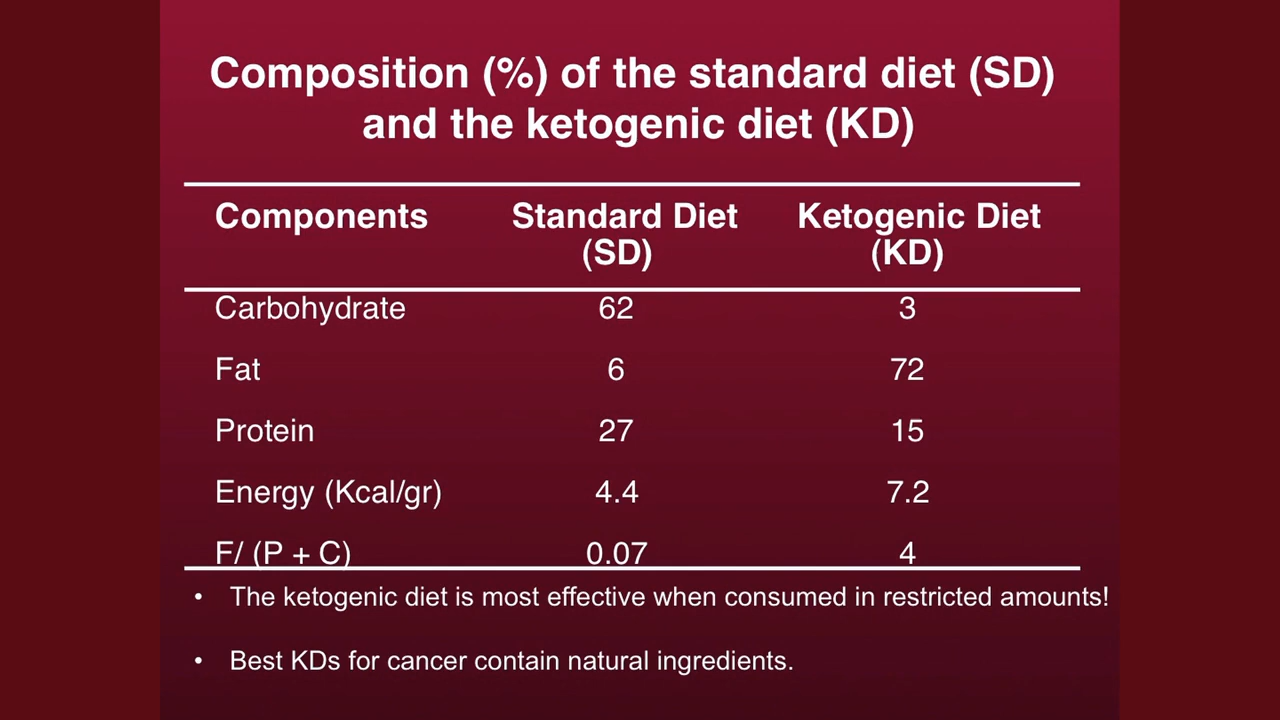 Composition (%) of the standard diet (SD)
and the ketogenic diet (KD)
Components Standard Diet (SD) Ketogenic Diet (KD)
Carbohydrate 62 3
Fat 6 72
Protein 27 15
Energy (Kcal/gr) 4.4 7.2
F/ (P + C) 0.07 4
• The ketogenic diet is most effective when consumed in restricted amounts!
• Best KDs for cancer contain natural ingredients.